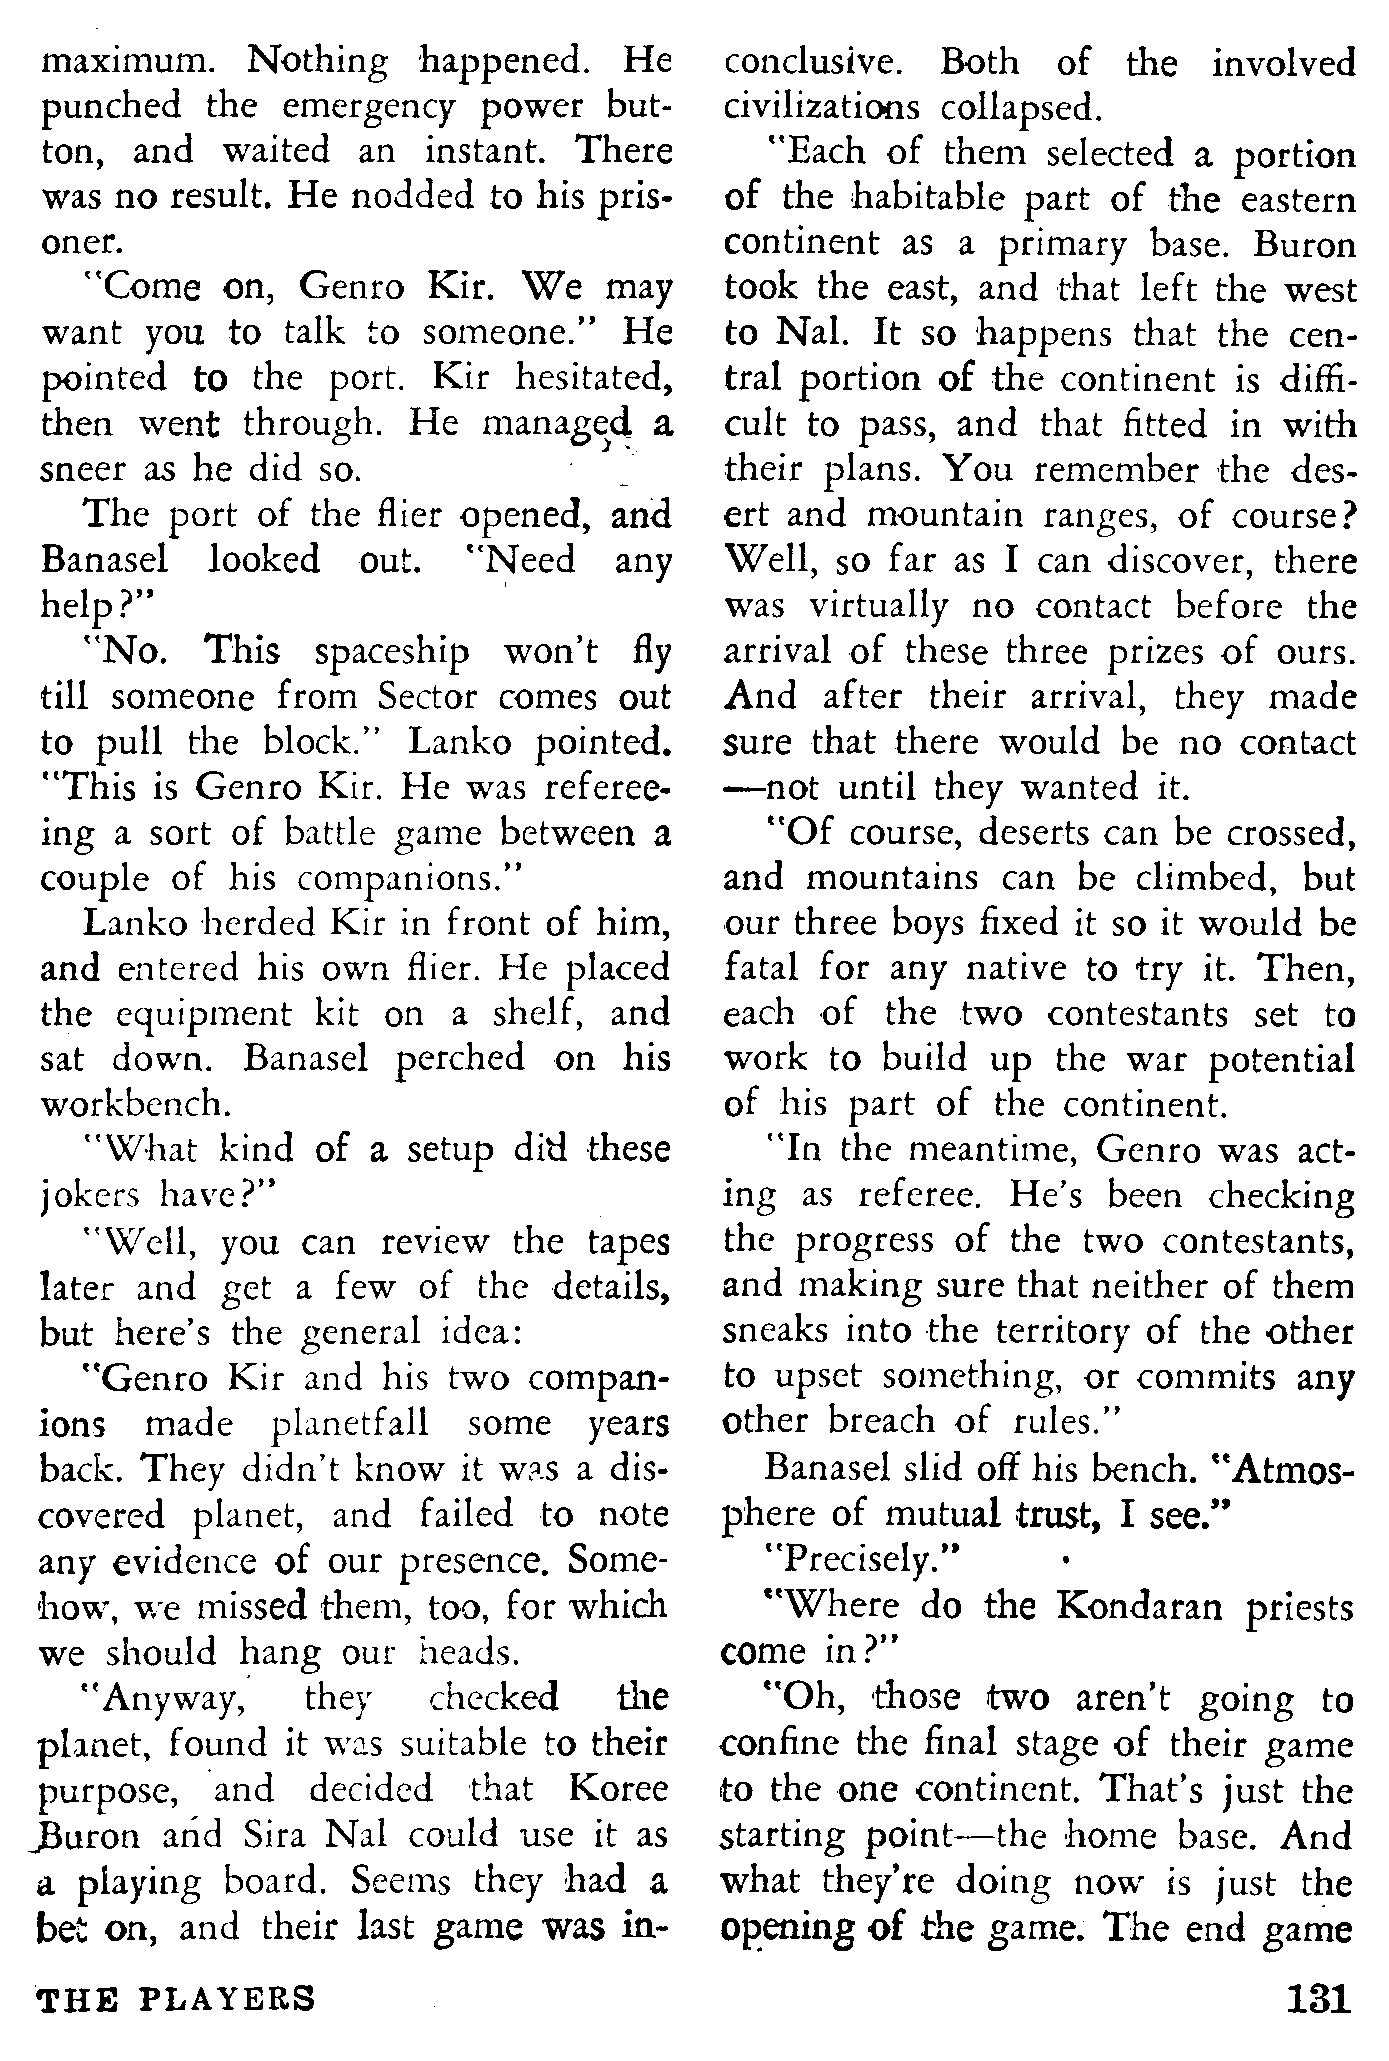 maximum. Nothing happened. He
punched the emergency power but-
ton, and waited an instant. There
was no result. He nodded to his pris-
oner.
"Come on, Genro Kir. We may
want you to talk to someone." He
pointed to the port. Kir hesitated,
then went through. He managed a
sneer as he did so.
The port of the flier opened, and
Banasel looked out. "Need any
help?"
"No. This spaceship won't fly
till someone from Sector comes out
to pull the block." Lanko pointed.
"This is Genro Kir. He was referee-
ing a sort of battle game between a
couple of his companions."
Lanko herded Kir in front of him,
and entered his own flier. He placed
the equipment kit on a shelf, and
sat down. Banasel perched on his
workbench.
"What kind of a setup did these
jokers have?"
"Well, you can review the tapes
later and get a few of the details,
but here's the general idea:
"Genro Kir and his two compan-
ions made planetfall some years
back. They didn't know it was a dis-
covered planet, and failed to note
any evidence of our presence. Some-
how, we missed them, too, for which
we should hang our heads.
"Anyway, they checked the
planet, found it was suitable to their
purpose, and decided that Koree
Buron and Sira Nal could use it as
a playing board. Seems they had a
bet on, and their last game was in-
conclusive. Both of the involved
civilizations collapsed.
"Each of them selected a portion
of the habitable part of the eastern
continent as a primary base. Buron
took the east, and that left the west
to Nal. It so happens that the cen-
tral portion of the continent is diffi-
cult to pass, and that fitted in with
their plans. You remember the des-
ert and mountain ranges, of course?
Well, so far as I can discover, there
was virtually no contact before the
arrival of these three prizes of ours.
And after their arrival, they made
sure that there would be no contact
—not until they wanted it.
"Of course, deserts can be crossed,
and mountains can be climbed, but
our three boys fixed it so it would be
fatal for any native to try it. Then,
each of the two contestants set to
work to build up the war potential
of his part of the continent.
"In the meantime, Genro was act-
ing as referee. He's been checking
the progress of the two contestants,
and making sure that neither of them
sneaks into the territory of the other
to upset something, or commits any
other breach of rules."
Banasel slid off his bench. "Atmos-
phere of mutual trust, I see."
"Precisely."
"Where do the Kondaran priests
come in?"
"Oh, those two aren't going to
confine the final stage of their game
to the one continent. That's just the
starting point—the home base. And
what they're doing now is just the
opening of the game. The end game
THE PLAYERS 131